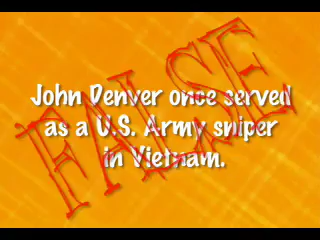 John Denver once served
as a U.S. Army sniper
in Vietnam.
FALSE